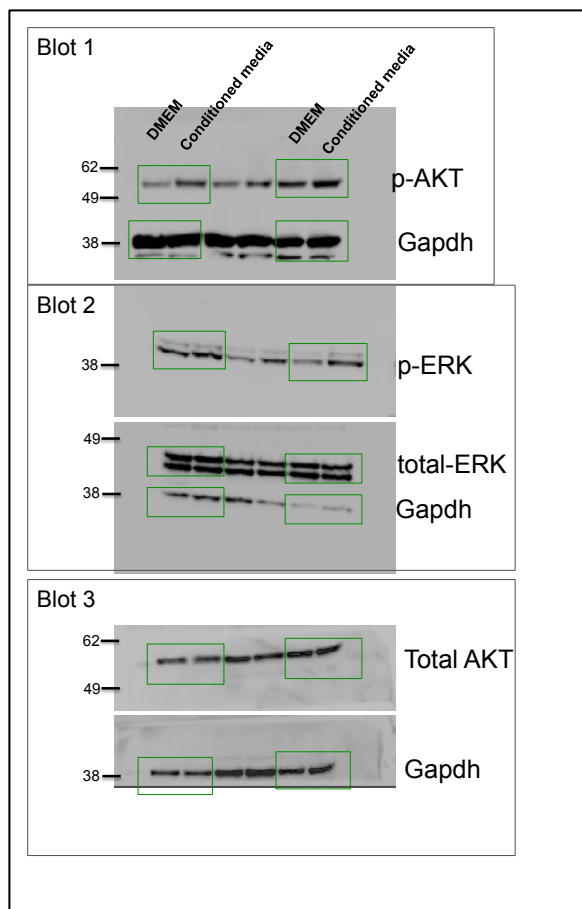 Blot 1
DMEM
Conditioned media
DMEM
Conditioned media
62
49
p-AKT
38
Gapdh
Blot 2
38
p-ERK
49
total-ERK
38
Gapdh
Blot 3
62
Total AKT
49
38
Gapdh